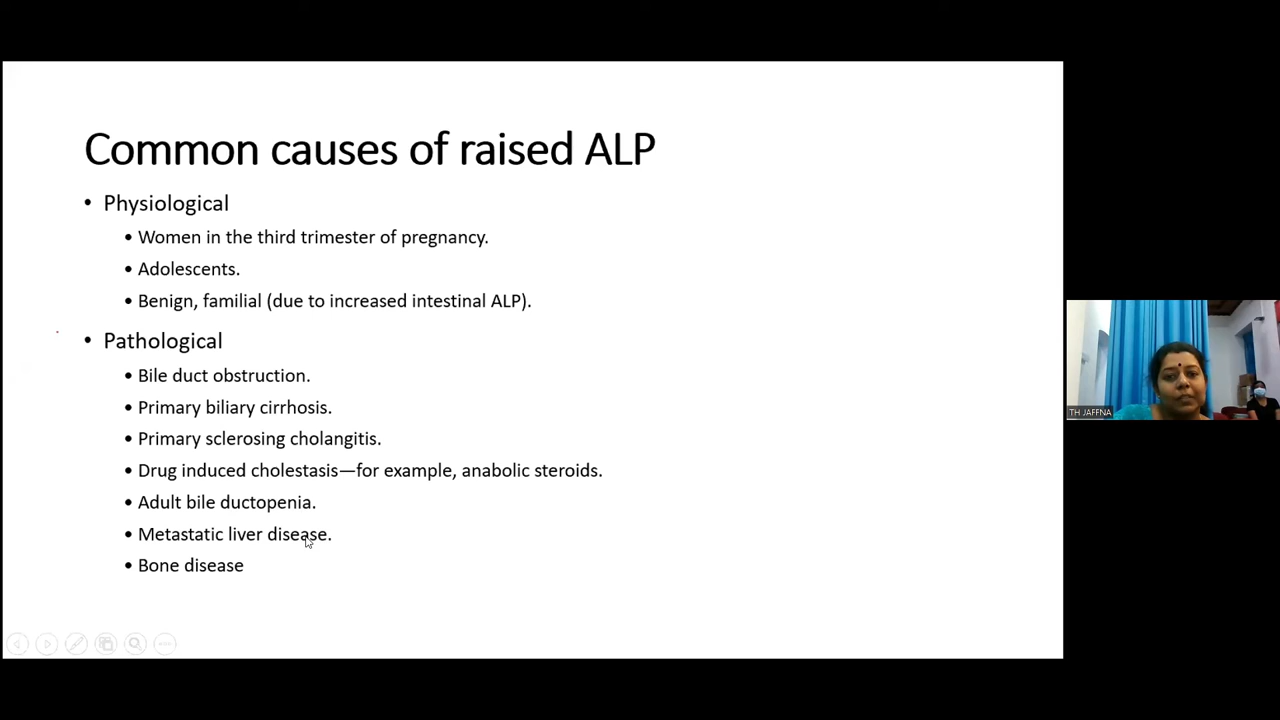 Common causes of raised ALP
• Physiological
• Women in the third trimester of pregnancy.
• Adolescents.
• Benign, familial (due to increased intestinal ALP).
• Pathological
• Bile duct obstruction.
• Primary biliary cirrhosis.
• Primary sclerosing cholangitis.
• Drug induced cholestasis—for example, anabolic steroids.
• Adult bile ductopenia.
• Metastatic liver disease.
• Bone disease
TH JAFFNA